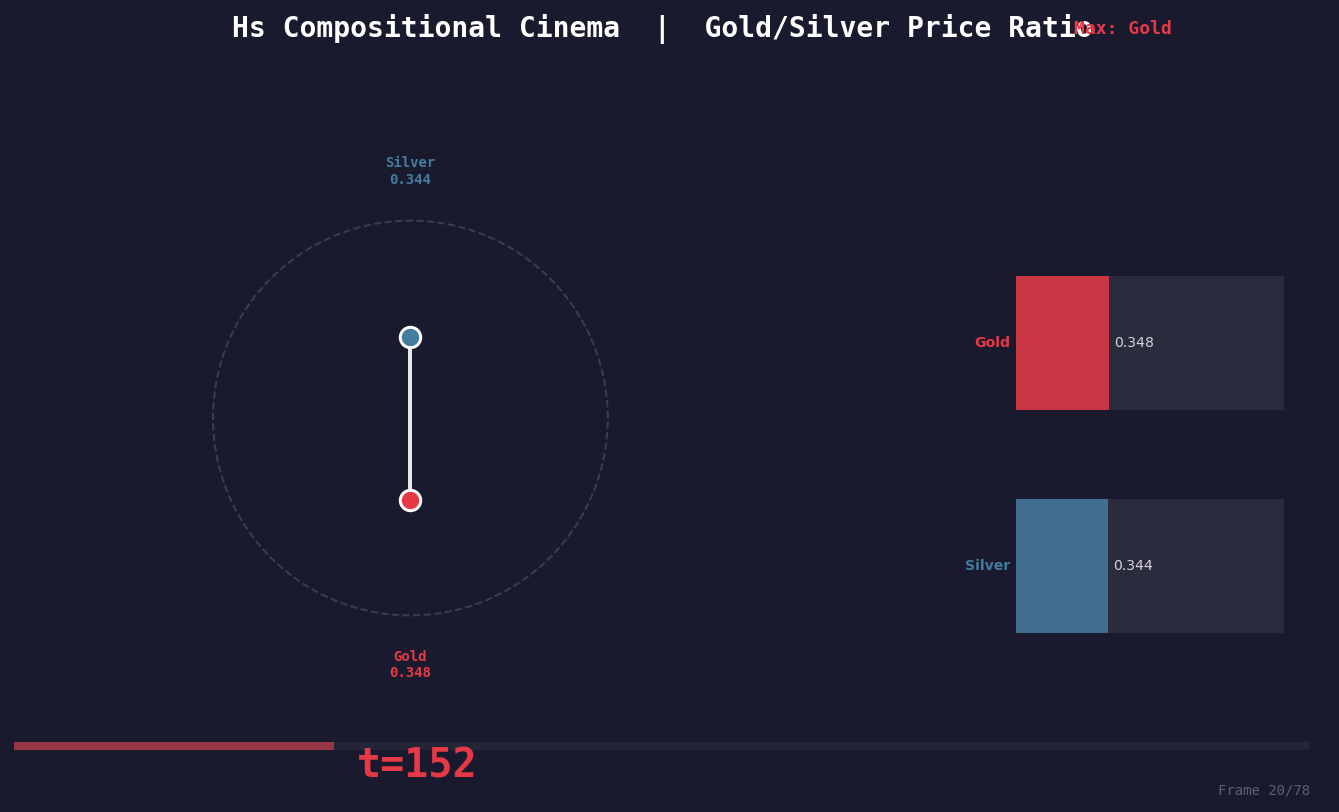 Hs Compositional Cinema  |  Gold/Silver Price Ratio
Max: Gold
Silver
0.344
Gold
0.348
Gold
0.348
Silver
0.344
t=152
Frame 20/78